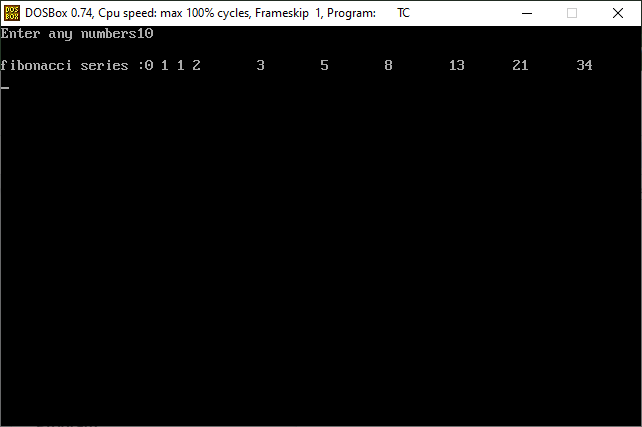 DOSBox 0.74, Cpu speed: max 100% cycles, Frameskip 1, Program: TC
Enter any numbers10
fibonacci series :0 1 1 2 3 5 8 13 21 34